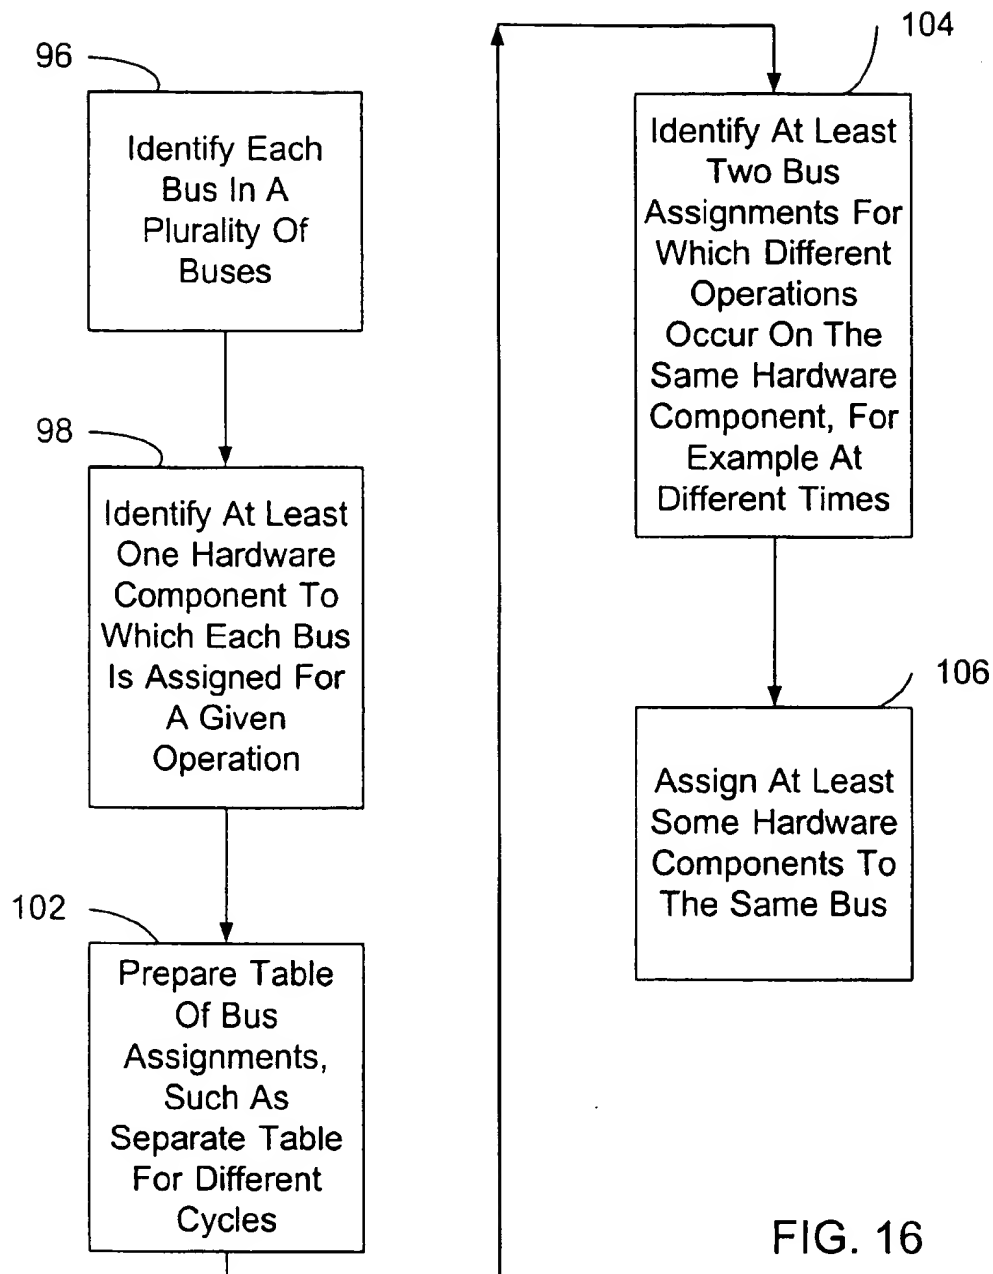 96
Identify Each
Bus In A
Plurality Of
Buses
98
Identify At Least
One Hardware
Component To
Which Each Bus
Is Assigned For
A Given
Operation
102
Prepare Table
Of Bus
Assignments,
Such As
Separate Table
For Different
Cycles
104
Identify At Least
Two Bus
Assignments For
Which Different
Operations
Occur On The
Same Hardware
Component, For
Example At
Different Times
106
Assign At Least
Some Hardware
Components To
The Same Bus
FIG. 16